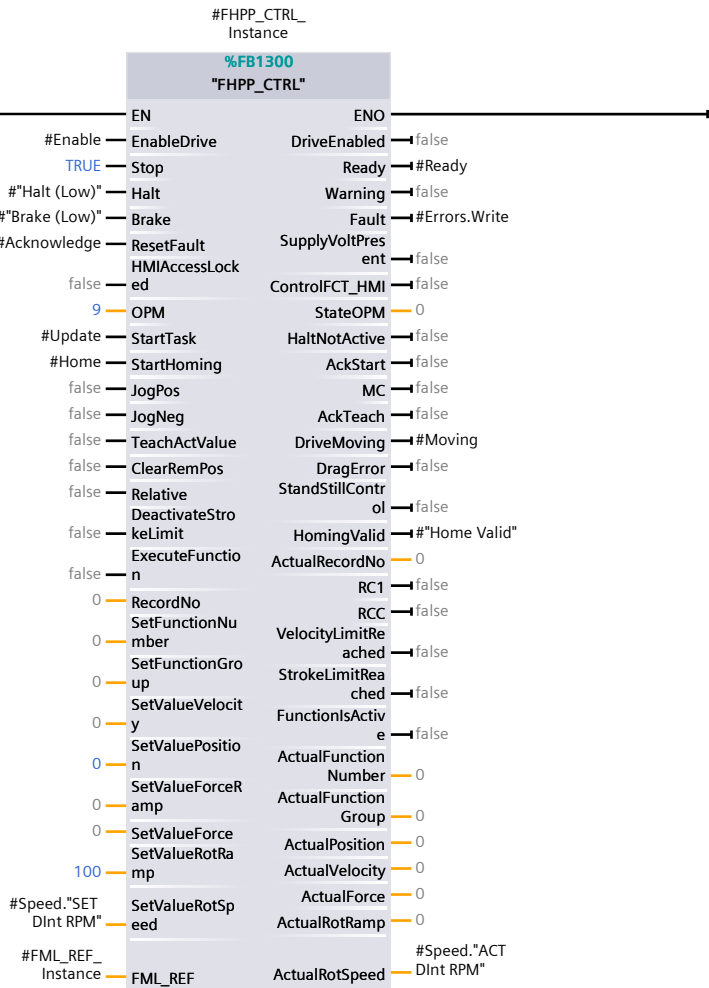 #FHPP_CTRL_
Instance
%FB1300
"FHPP_CTRL"
EN ENO
#Enable EnableDrive DriveEnabled false
TRUE Stop Ready #Ready
#"Halt (Low)" Halt Warning false
#"Brake (Low)" Brake Fault #Errors.Write
#Acknowledge ResetFault
SupplyVoltPres
ent false
HMIAccessLock
false ed
ControlFCT_HMI false
9 OPM StateOPM 0
#Update StartTask HaltNotActive false
#Home StartHoming AckStart false
false JogPos MC false
false JogNeg AckTeach false
false TeachActValue DriveMoving #Moving
false ClearRemPos DragError false
false Relative
StandStillContr
ol false
DeactivateStro
false keLimit
HomingValid #"Home Valid"
ExecuteFunctio
false n
ActualRecordNo 0
RC1 false
0 RecordNo
RCC false
SetFunctionNu
0 mber
VelocityLimitRe
ached false
SetFunctionGro
0 up
StrokeLimitRea
ched false
SetValueVelocit
0 y
FunctionIsActiv
e false
SetValuePositio
0 n
ActualFunction
Number 0
SetValueForceR
0 amp
ActualFunction
Group 0
0 SetValueForce
ActualPosition 0
SetValueRotRa
100 mp
ActualVelocity 0
ActualForce 0
#Speed."SET
DInt RPM"
SetValueRotSp
eed
ActualRotRamp 0
#FML_REF_
Instance FML_REF
ActualRotSpeed
#Speed."ACT
DInt RPM"